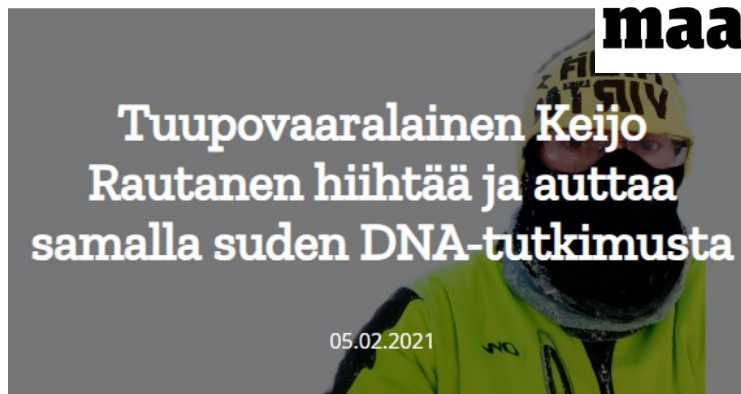 maa
Tuupovaaralainen Keijo
Rautanen hiihtää ja auttaa
samalla suden DNA-tutkimusta
05.02.2021